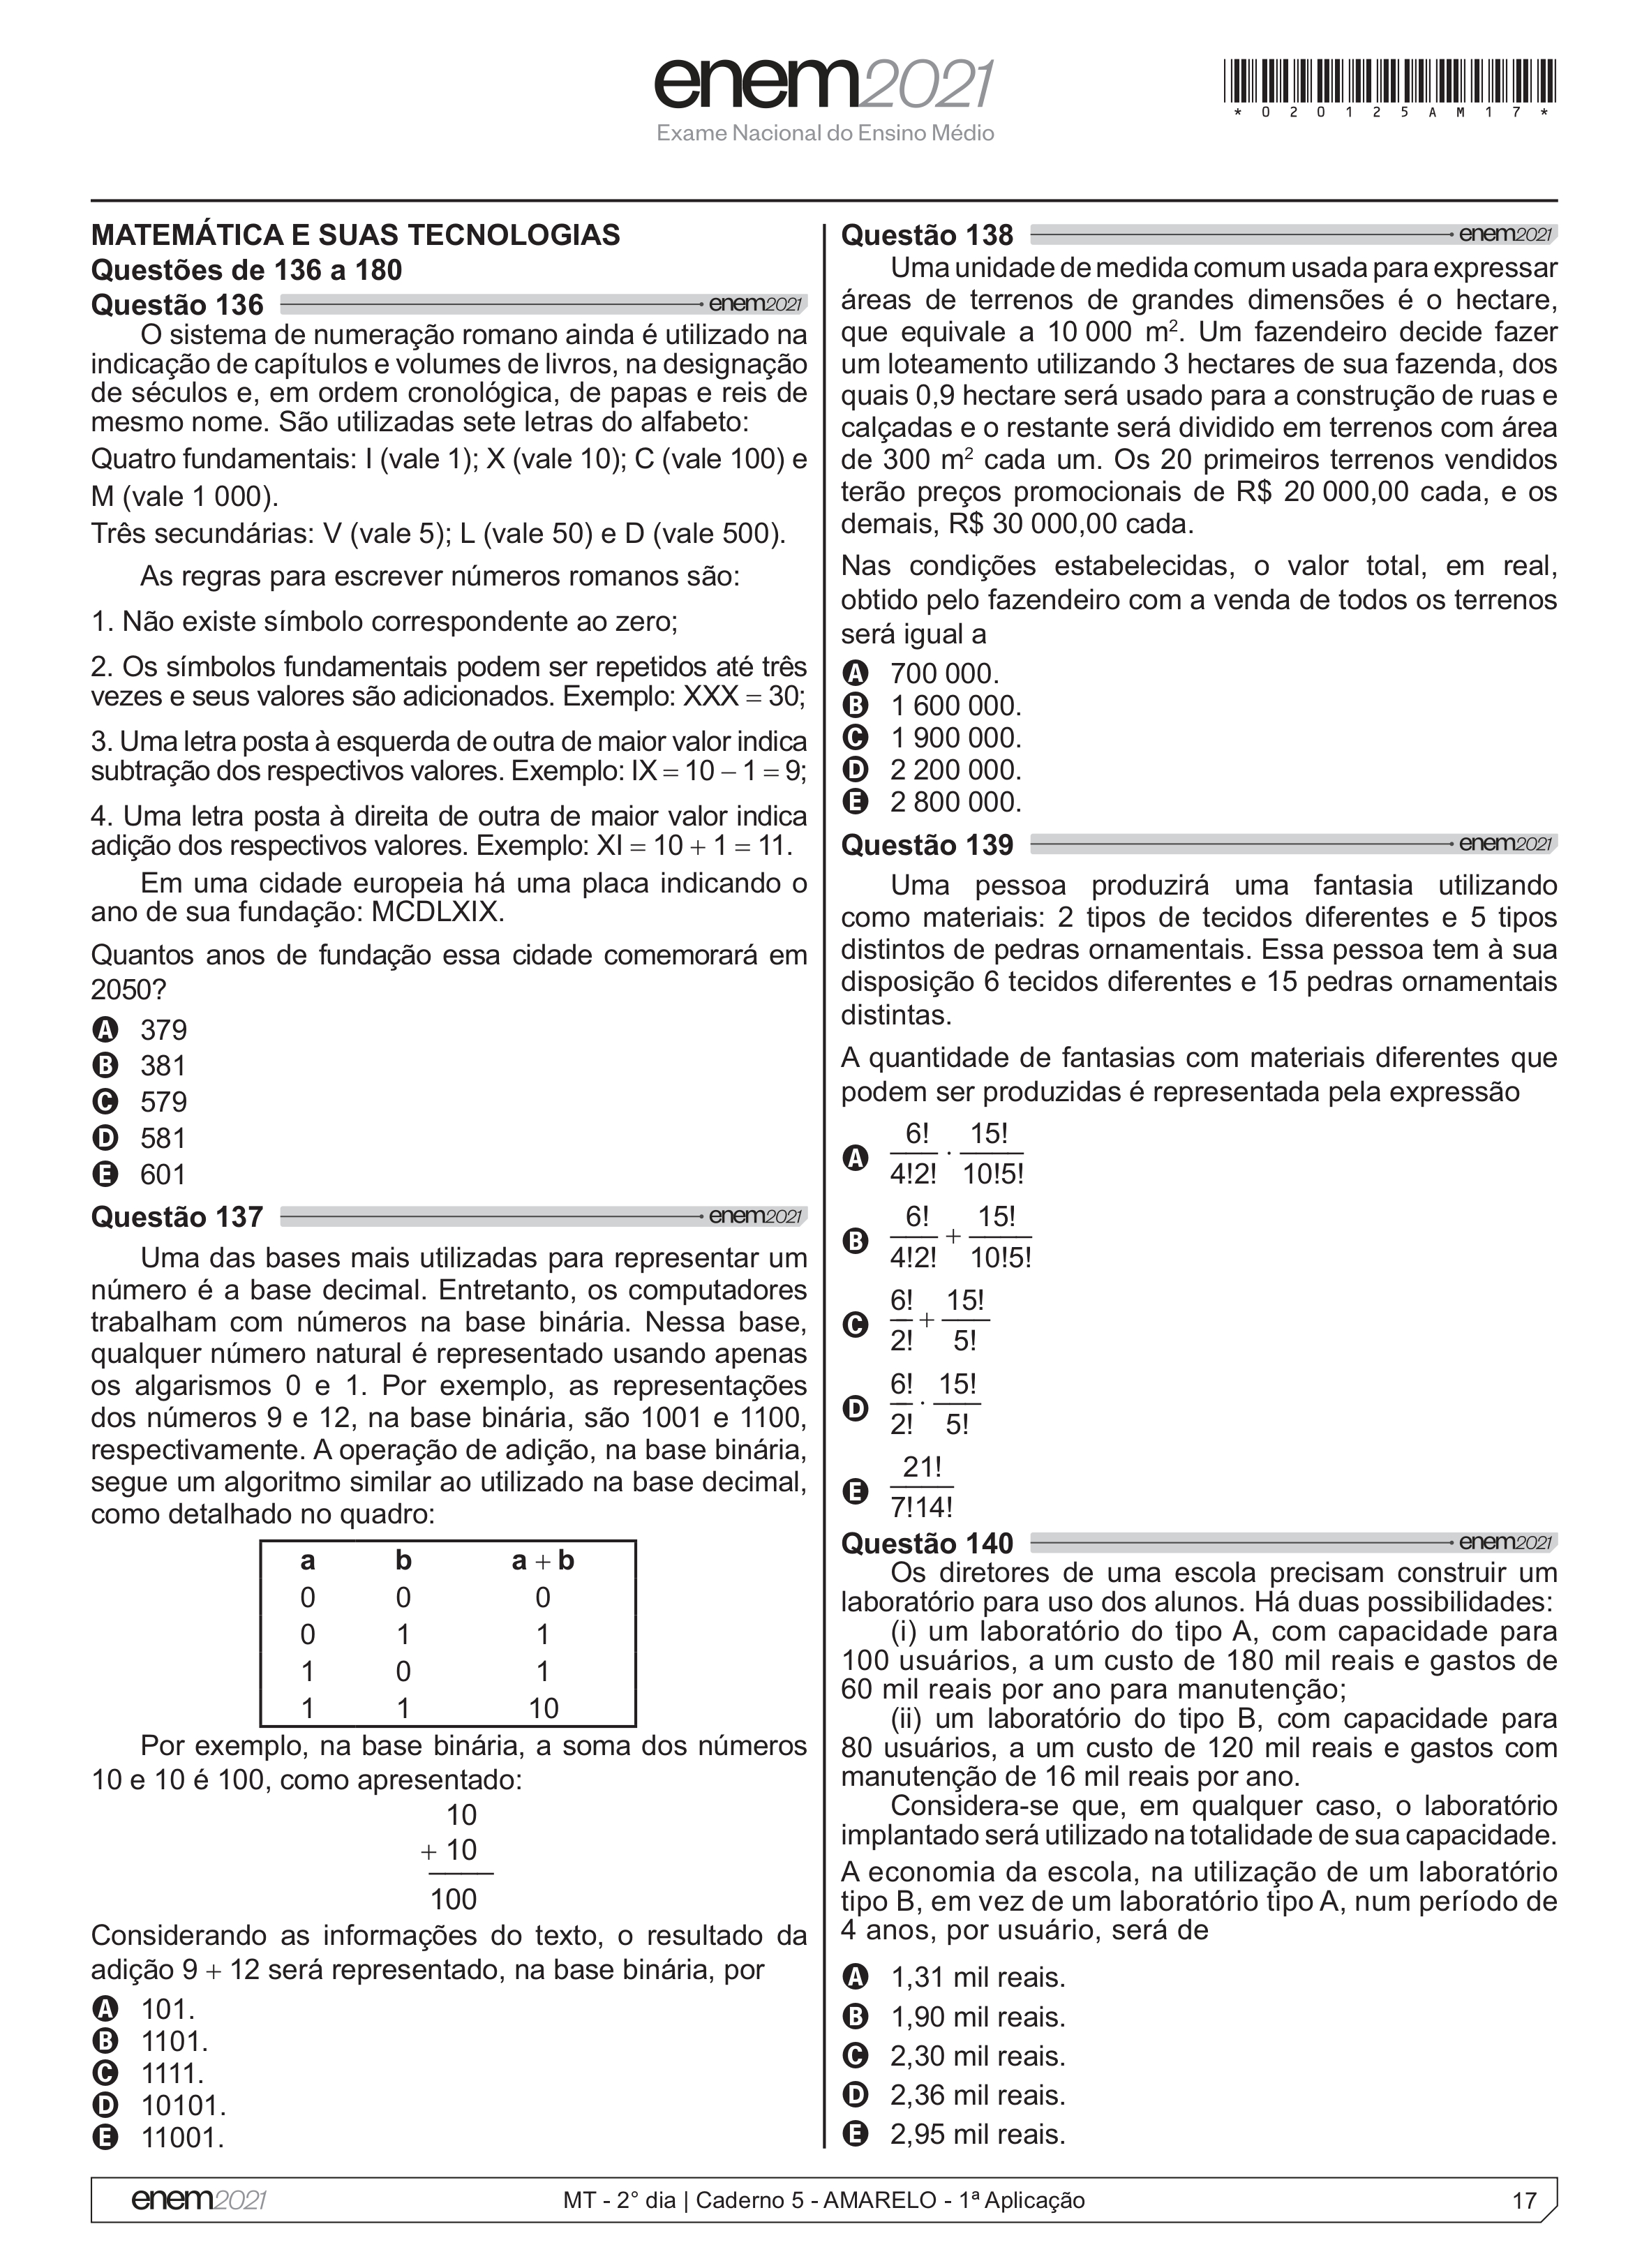 enem2021
Exame Nacional do Ensino Médio
*020125AM17*
MATEMÁTICA E SUAS TECNOLOGIAS
Questões de 136 a 180
Questão 136 enem2021
O sistema de numeração romano ainda é utilizado na
indicação de capítulos e volumes de livros, na designação
de séculos e, em ordem cronológica, de papas e reis de
mesmo nome. São utilizadas sete letras do alfabeto:
Quatro fundamentais: I (vale 1); X (vale 10); C (vale 100) e
M (vale 1 000).
Três secundárias: V (vale 5); L (vale 50) e D (vale 500).
As regras para escrever números romanos são:
1. Não existe símbolo correspondente ao zero;
2. Os símbolos fundamentais podem ser repetidos até três
vezes e seus valores são adicionados. Exemplo: XXX = 30;
3. Uma letra posta à esquerda de outra de maior valor indica
subtração dos respectivos valores. Exemplo: IX = 10 – 1 = 9;
4. Uma letra posta à direita de outra de maior valor indica
adição dos respectivos valores. Exemplo: XI = 10 + 1 = 11.
Em uma cidade europeia há uma placa indicando o
ano de sua fundação: MCDLXIX.
Quantos anos de fundação essa cidade comemorará em
2050?
A 379
B 381
C 579
D 581
E 601
Questão 137 enem2021
Uma das bases mais utilizadas para representar um
número é a base decimal. Entretanto, os computadores
trabalham com números na base binária. Nessa base,
qualquer número natural é representado usando apenas
os algarismos 0 e 1. Por exemplo, as representações
dos números 9 e 12, na base binária, são 1001 e 1100,
respectivamente. A operação de adição, na base binária,
segue um algoritmo similar ao utilizado na base decimal,
como detalhado no quadro:
a b a + b
0 0 0
0 1 1
1 0 1
1 1 10
Por exemplo, na base binária, a soma dos números
10 e 10 é 100, como apresentado:
10
+ 10
100
Considerando as informações do texto, o resultado da
adição 9 + 12 será representado, na base binária, por
A 101.
B 1101.
C 1111.
D 10101.
E 11001.
Questão 138 enem2021
Uma unidade de medida comum usada para expressar
áreas de terrenos de grandes dimensões é o hectare,
que equivale a 10 000 m². Um fazendeiro decide fazer
um loteamento utilizando 3 hectares de sua fazenda, dos
quais 0,9 hectare será usado para a construção de ruas e
calçadas e o restante será dividido em terrenos com área
de 300 m² cada um. Os 20 primeiros terrenos vendidos
terão preços promocionais de R$ 20 000,00 cada, e os
demais, R$ 30 000,00 cada.
Nas condições estabelecidas, o valor total, em real,
obtido pelo fazendeiro com a venda de todos os terrenos
será igual a
A 700 000.
B 1 600 000.
C 1 900 000.
D 2 200 000.
E 2 800 000.
Questão 139 enem2021
Uma pessoa produzirá uma fantasia utilizando
como materiais: 2 tipos de tecidos diferentes e 5 tipos
distintos de pedras ornamentais. Essa pessoa tem à sua
disposição 6 tecidos diferentes e 15 pedras ornamentais
distintas.
A quantidade de fantasias com materiais diferentes que
podem ser produzidas é representada pela expressão
A 6!/4!2! · 15!/10!5!
B 6!/4!2! + 15!/10!5!
C 6!/2! + 15!/5!
D 6!/2! · 15!/5!
E 21!/7!14!
Questão 140 enem2021
Os diretores de uma escola precisam construir um
laboratório para uso dos alunos. Há duas possibilidades:
(i) um laboratório do tipo A, com capacidade para
100 usuários, a um custo de 180 mil reais e gastos de
60 mil reais por ano para manutenção;
(ii) um laboratório do tipo B, com capacidade para
80 usuários, a um custo de 120 mil reais e gastos com
manutenção de 16 mil reais por ano.
Considera-se que, em qualquer caso, o laboratório
implantado será utilizado na totalidade de sua capacidade.
A economia da escola, na utilização de um laboratório
tipo B, em vez de um laboratório tipo A, num período de
4 anos, por usuário, será de
A 1,31 mil reais.
B 1,90 mil reais.
C 2,30 mil reais.
D 2,36 mil reais.
E 2,95 mil reais.
enem2021 MT - 2° dia | Caderno 5 - AMARELO - 1ª Aplicação 17